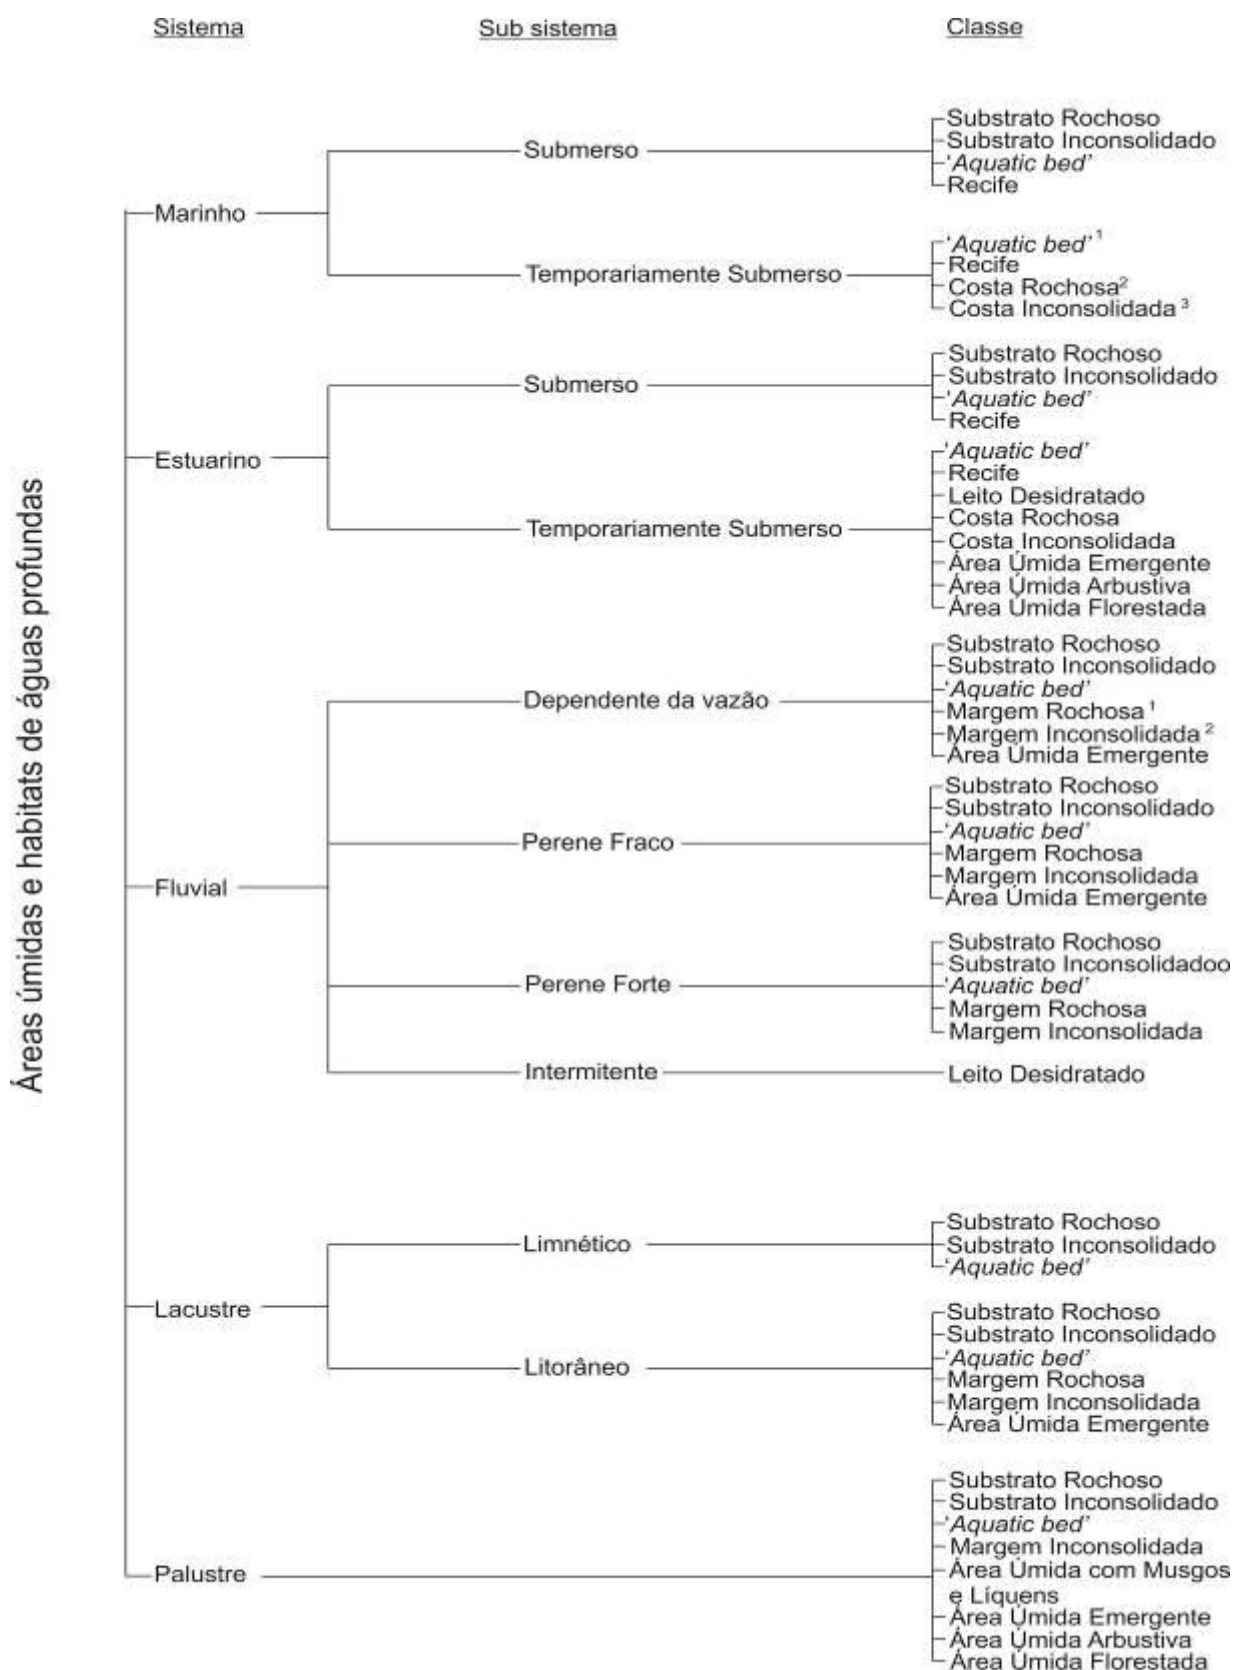 Sistema Sub sistema Classe
Áreas úmidas e habitats de águas profundas
Marinho
Submerso
Substrato Rochoso
Substrato Inconsolidado
'Aquatic bed'
Recife
Temporariamente Submerso
'Aquatic bed' ¹
Recife
Costa Rochosa²
Costa Inconsolidada ³
Estuarino
Submerso
Substrato Rochoso
Substrato Inconsolidado
'Aquatic bed'
Recife
Temporariamente Submerso
'Aquatic bed'
Recife
Leito Desidratado
Costa Rochosa
Costa Inconsolidada
Área Úmida Emergente
Área Úmida Arbustiva
Área Úmida Florestada
Fluvial
Dependente da vazão
Substrato Rochoso
Substrato Inconsolidado
'Aquatic bed'
Margem Rochosa ¹
Margem Inconsolidada ²
Área Úmida Emergente
Perene Fraco
Substrato Rochoso
Substrato Inconsolidado
'Aquatic bed'
Margem Rochosa
Margem Inconsolidada
Área Úmida Emergente
Perene Forte
Substrato Rochoso
Substrato Inconsolidadoo
'Aquatic bed'
Margem Rochosa
Margem Inconsolidada
Intermitente
Leito Desidratado
Lacustre
Limnético
Substrato Rochoso
Substrato Inconsolidado
'Aquatic bed'
Litorâneo
Substrato Rochoso
Substrato Inconsolidado
'Aquatic bed'
Margem Rochosa
Margem Inconsolidada
Área Úmida Emergente
Palustre
Substrato Rochoso
Substrato Inconsolidado
'Aquatic bed'
Margem Inconsolidada
Área Úmida com Musgos
e Líquens
Área Úmida Emergente
Área Úmida Arbustiva
Área Úmida Florestada